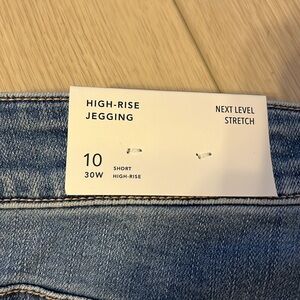 HIGH-RISE
JEGGING
NEXT LEVEL
STRETCH
10
30W
SHORT
HIGH-RISE